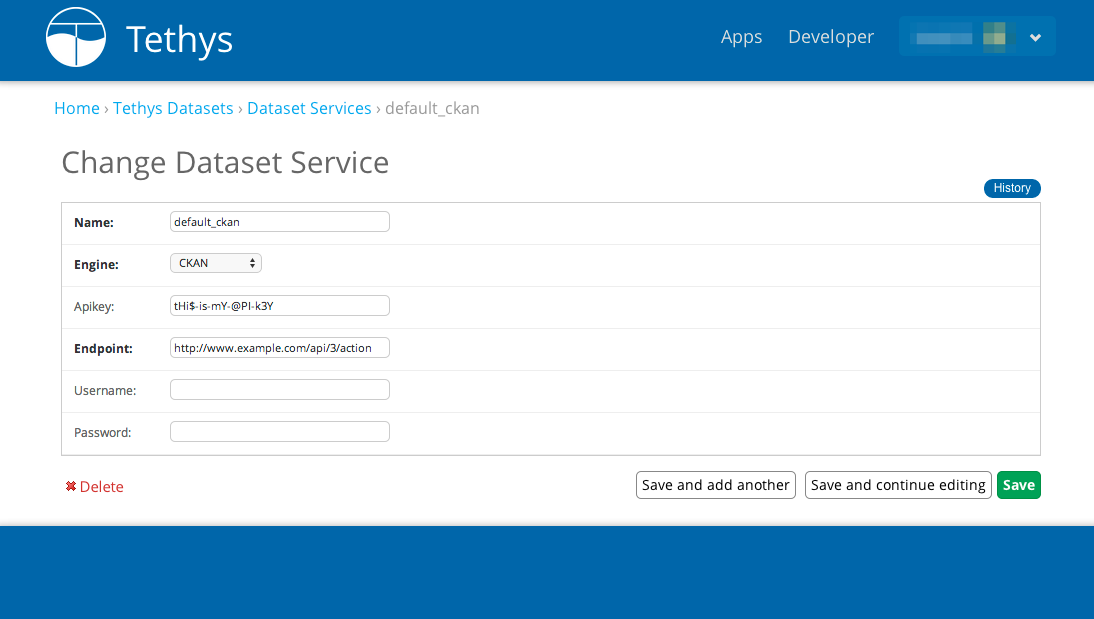 Tethys
Apps Developer
Home › Tethys Datasets › Dataset Services › default_ckan
Change Dataset Service
History
Name: default_ckan
Engine: CKAN
Apikey: tHi$-is-mY-@PI-k3Y
Endpoint: http://www.example.com/api/3/action
Username:
Password:
Delete Save and add another Save and continue editing Save